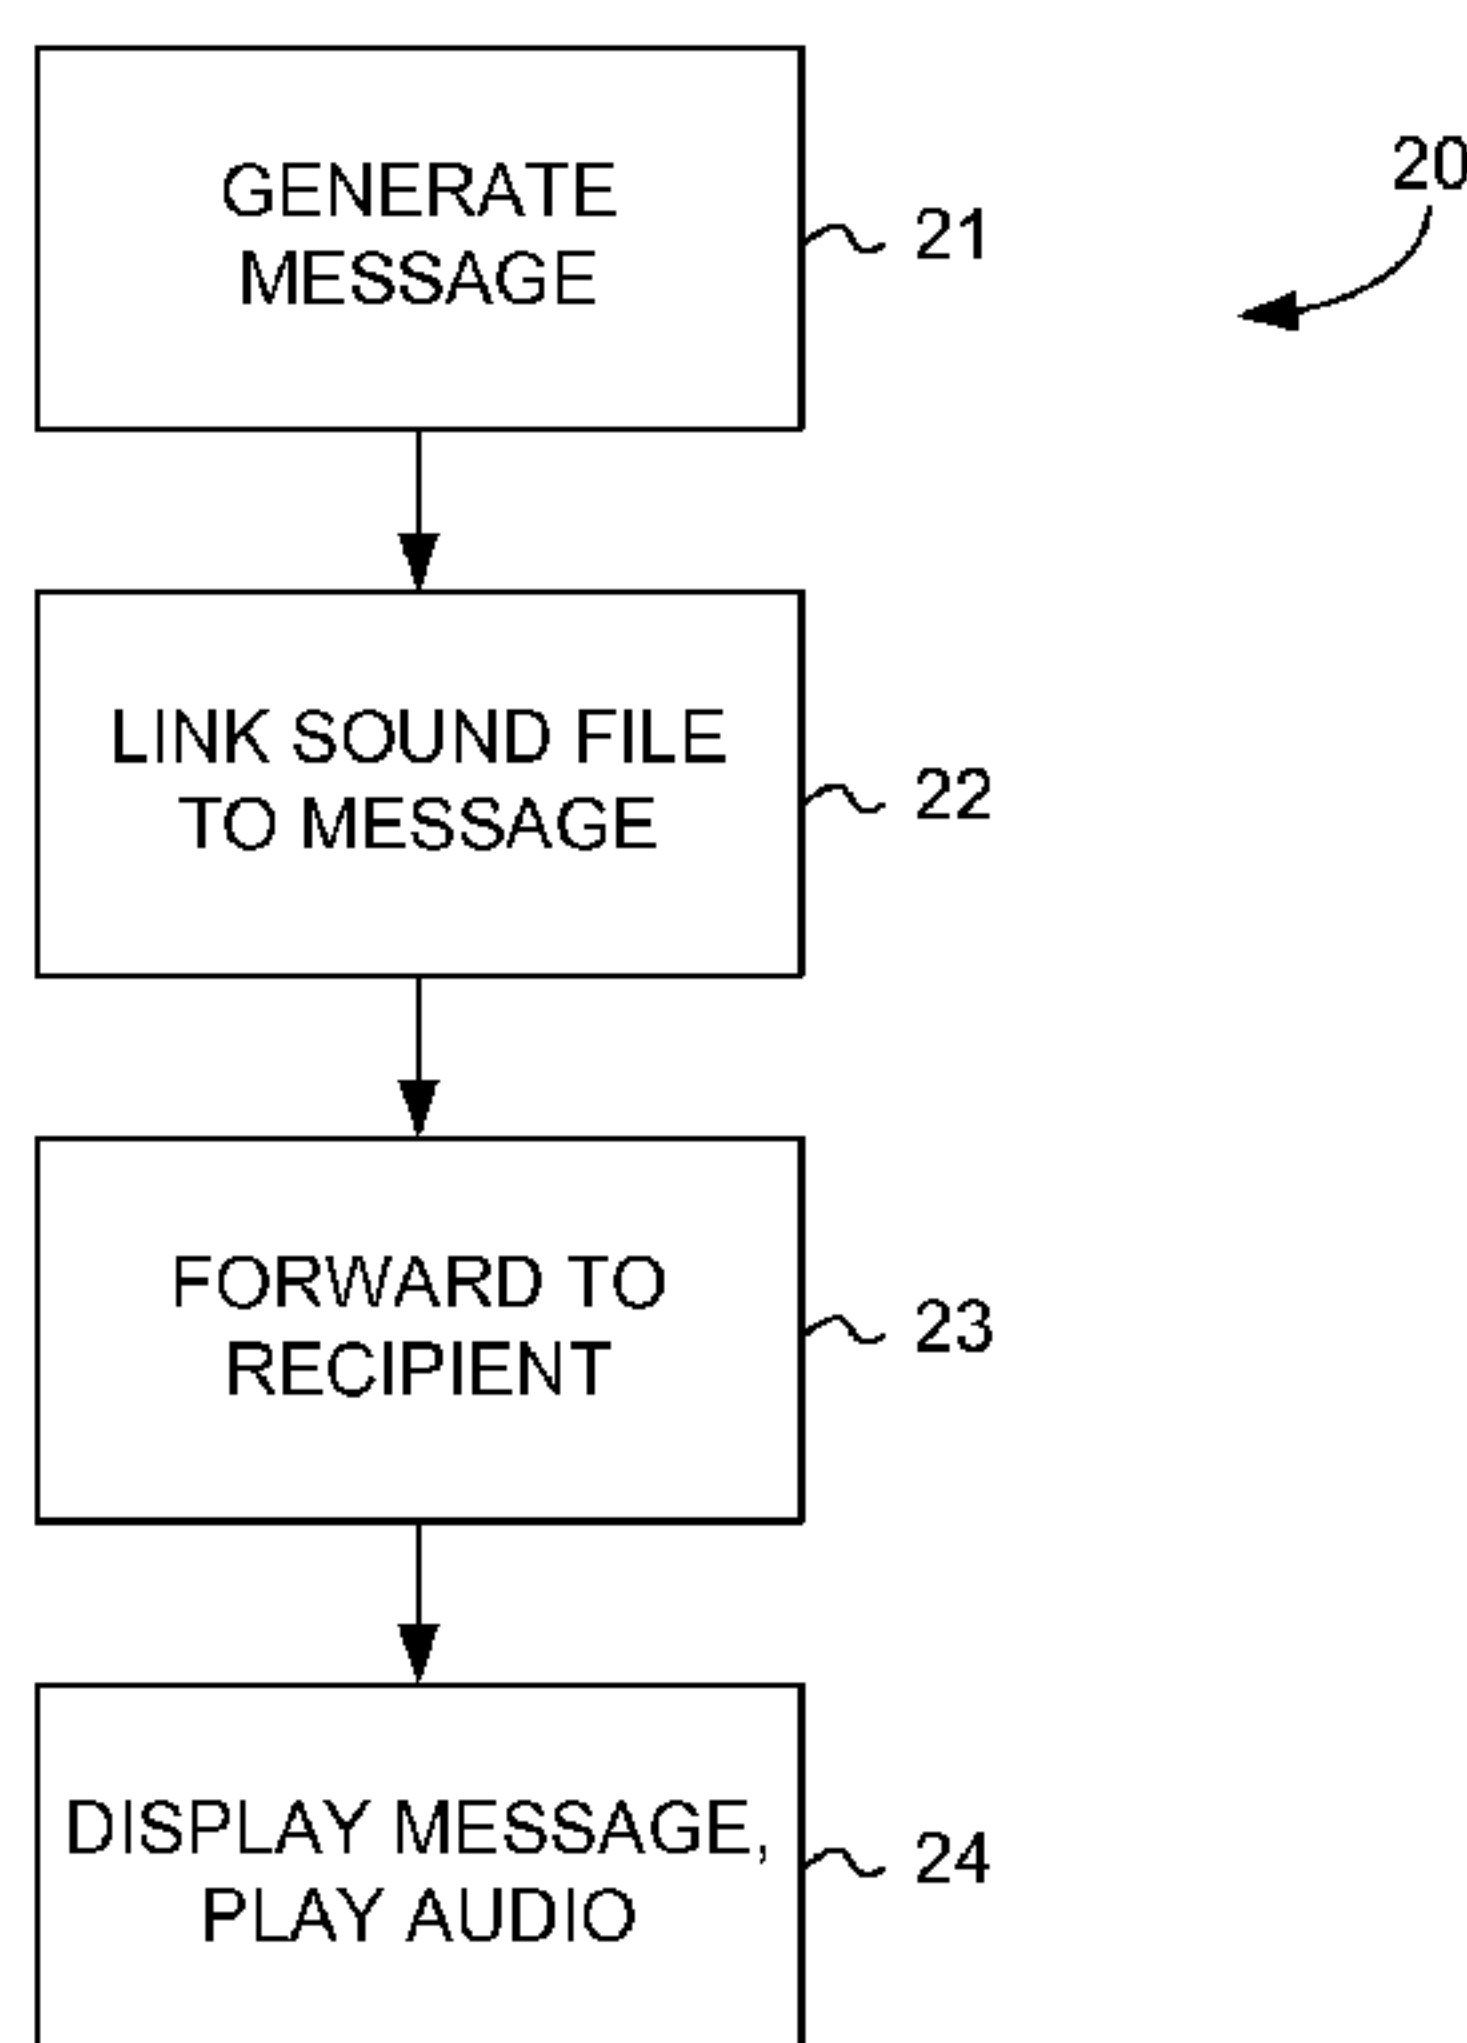 GENERATE
MESSAGE
21
20
LINK SOUND FILE
TO MESSAGE
22
FORWARD TO
RECIPIENT
23
DISPLAY MESSAGE,
PLAY AUDIO
24